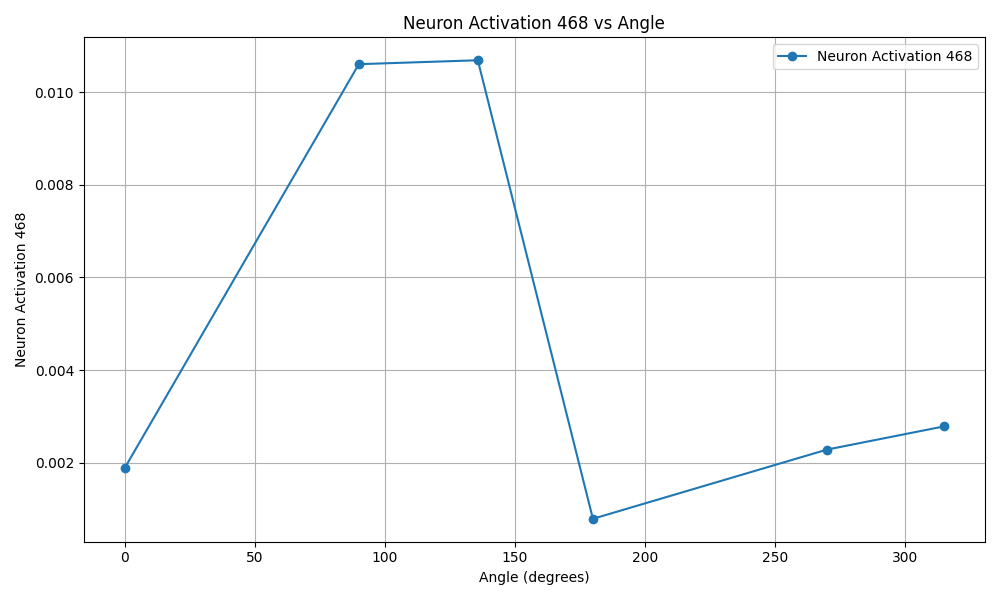 Neuron Activation 468 vs Angle
Neuron Activation 468
0.010
0.008
0.006
0.004
0.002
Neuron Activation 468
0 50 100 150 200 250 300
Angle (degrees)